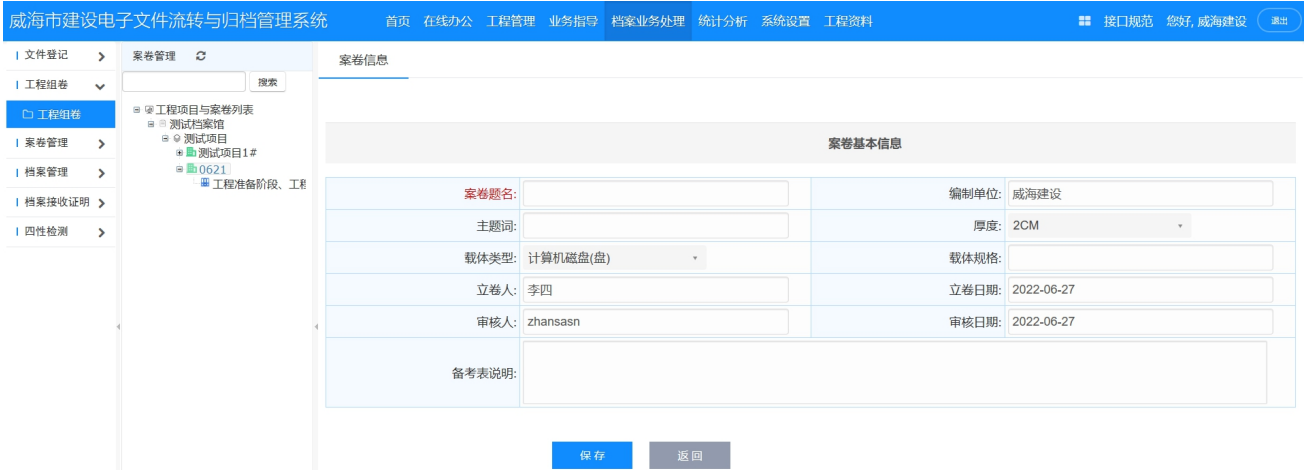 威海市建设电子文件流转与归档管理系统 首页 在线办公 工程管理 业务指导 档案业务处理 统计分析 系统设置 工程资料 接口规范 您好, 威海建设 退出
文件登记
工程组卷
工程组卷
案卷管理
档案管理
档案接收证明
四性检测
案卷管理
搜索
工程项目与案卷列表
测试档案馆
测试项目
测试项目1#
0621
工程准备阶段、工程
案卷信息
案卷基本信息
案卷题名: 编制单位: 威海建设
主题词: 厚度: 2CM
载体类型: 计算机磁盘(盘) 载体规格:
立卷人: 李四 立卷日期: 2022-06-27
审核人: zhansasn 审核日期: 2022-06-27
备考表说明:
保存 返回